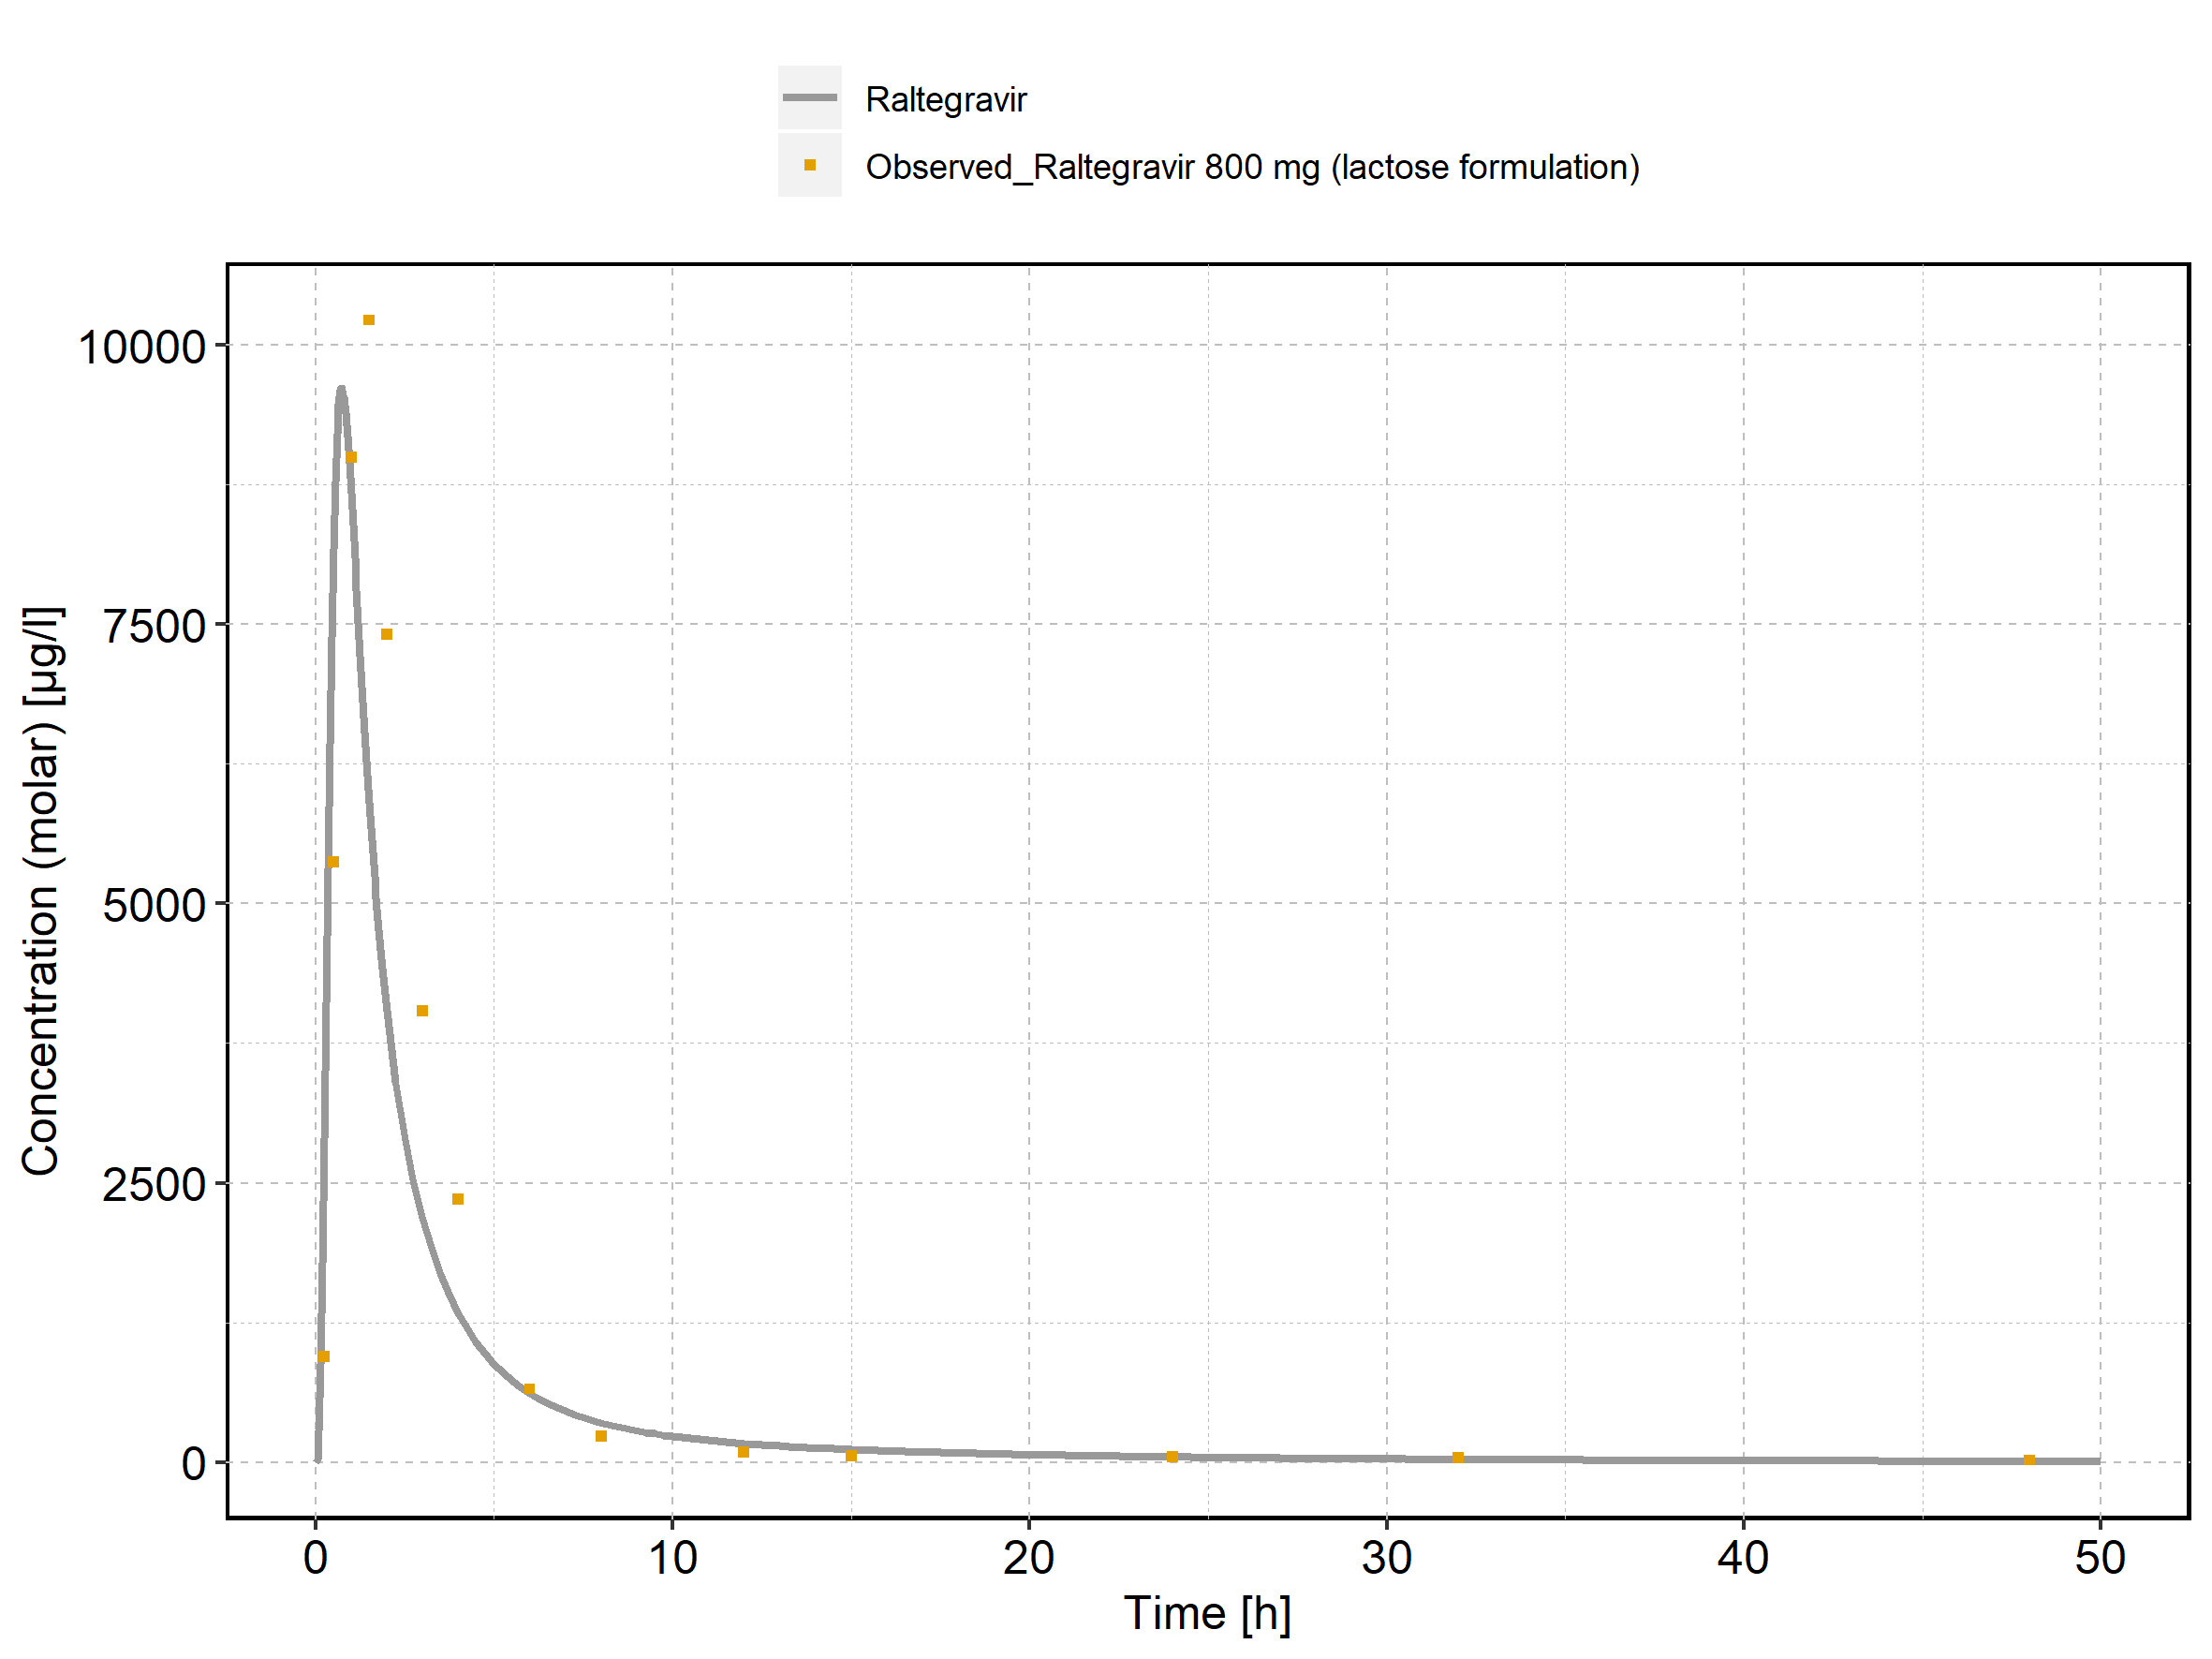 Raltegravir
Observed_Raltegravir 800 mg (lactose formulation)
Concentration (molar) [µg/l]
10000
7500
5000
2500
0
0 10 20 30 40 50
Time [h]